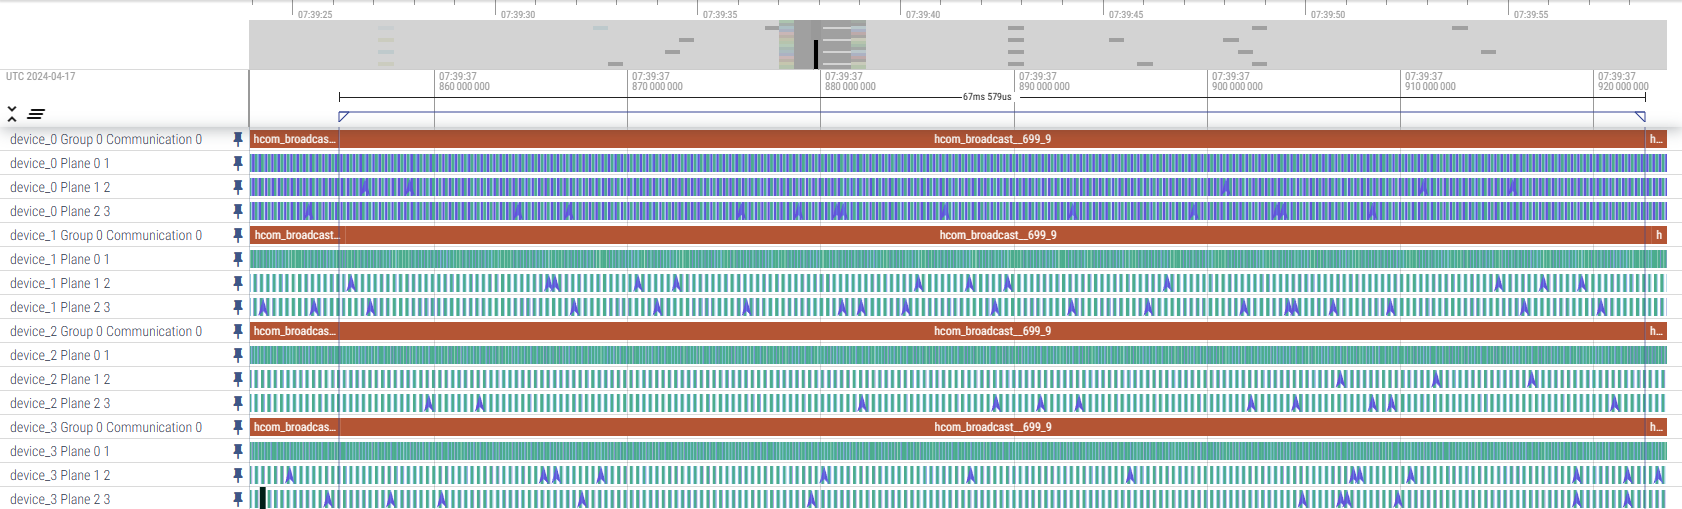 07:39:25 07:39:30 07:39:35 07:39:40 07:39:45 07:39:50 07:39:55
UTC 2024-04-17 07:39:37 07:39:37 07:39:37 07:39:37 07:39:37 07:39:37 07:39:37
860 000 000 870 000 000 880 000 000 890 000 000 900 000 000 910 000 000 920 000 000
67ms 579us
device_0 Group 0 Communication 0 hcom_broadcas... hcom_broadcast__699_9 h...
device_0 Plane 0 1
device_0 Plane 1 2
device_0 Plane 2 3
device_1 Group 0 Communication 0 hcom_broadcast... hcom_broadcast__699_9 h
device_1 Plane 0 1
device_1 Plane 1 2
device_1 Plane 2 3
device_2 Group 0 Communication 0 hcom_broadcas... hcom_broadcast__699_9 h...
device_2 Plane 0 1
device_2 Plane 1 2
device_2 Plane 2 3
device_3 Group 0 Communication 0 hcom_broadcas... hcom_broadcast__699_9 h...
device_3 Plane 0 1
device_3 Plane 1 2
device_3 Plane 2 3